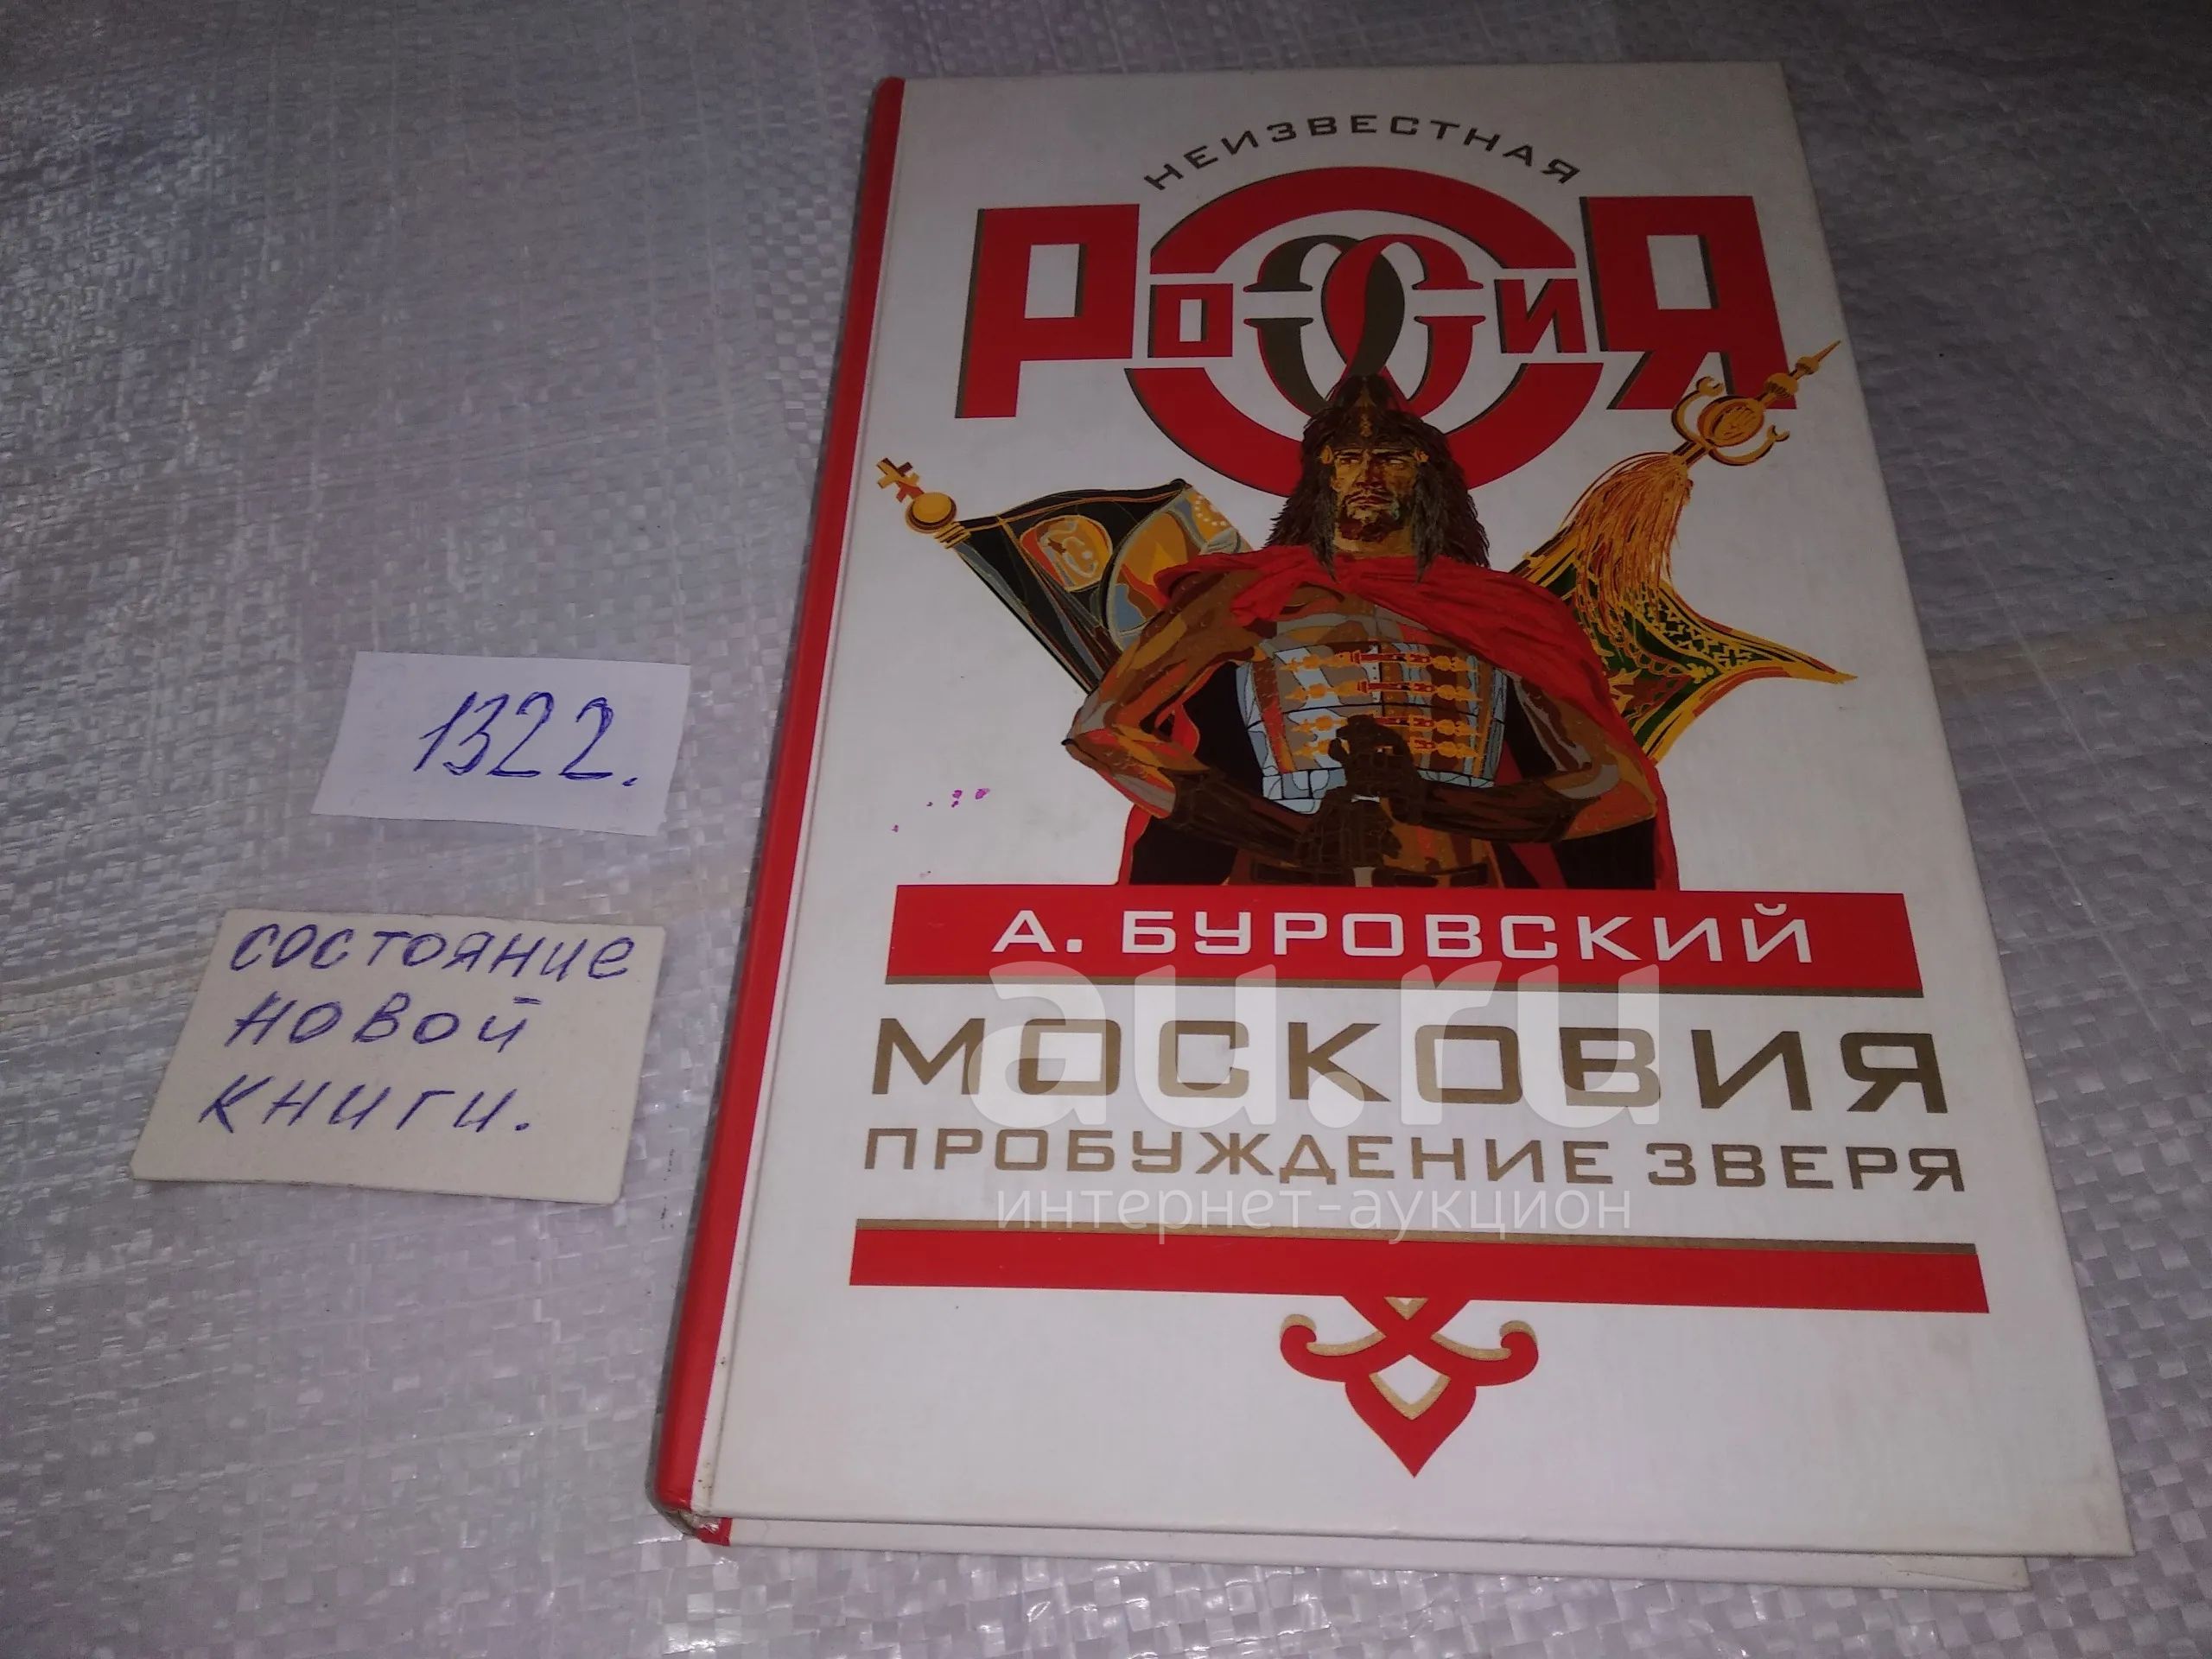 НЕИЗВЕСТНАЯ
РОССИЯ
1322.
СОСТОЯНИЕ
НОВОЙ
КНИГИ.
А. БУРОВСКИЙ
au.ru
МОСКОВИЯ
ПРОБУЖДЕНИЕ ЗВЕРЯ
интернет-аукцион